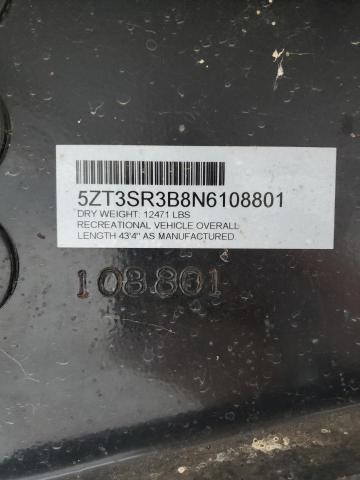 5ZT3SR3B8N6108801
DRY WEIGHT: 12471 LBS
RECREATIONAL VEHICLE OVERALL
LENGTH 43'4" AS MANUFACTURED.
108801